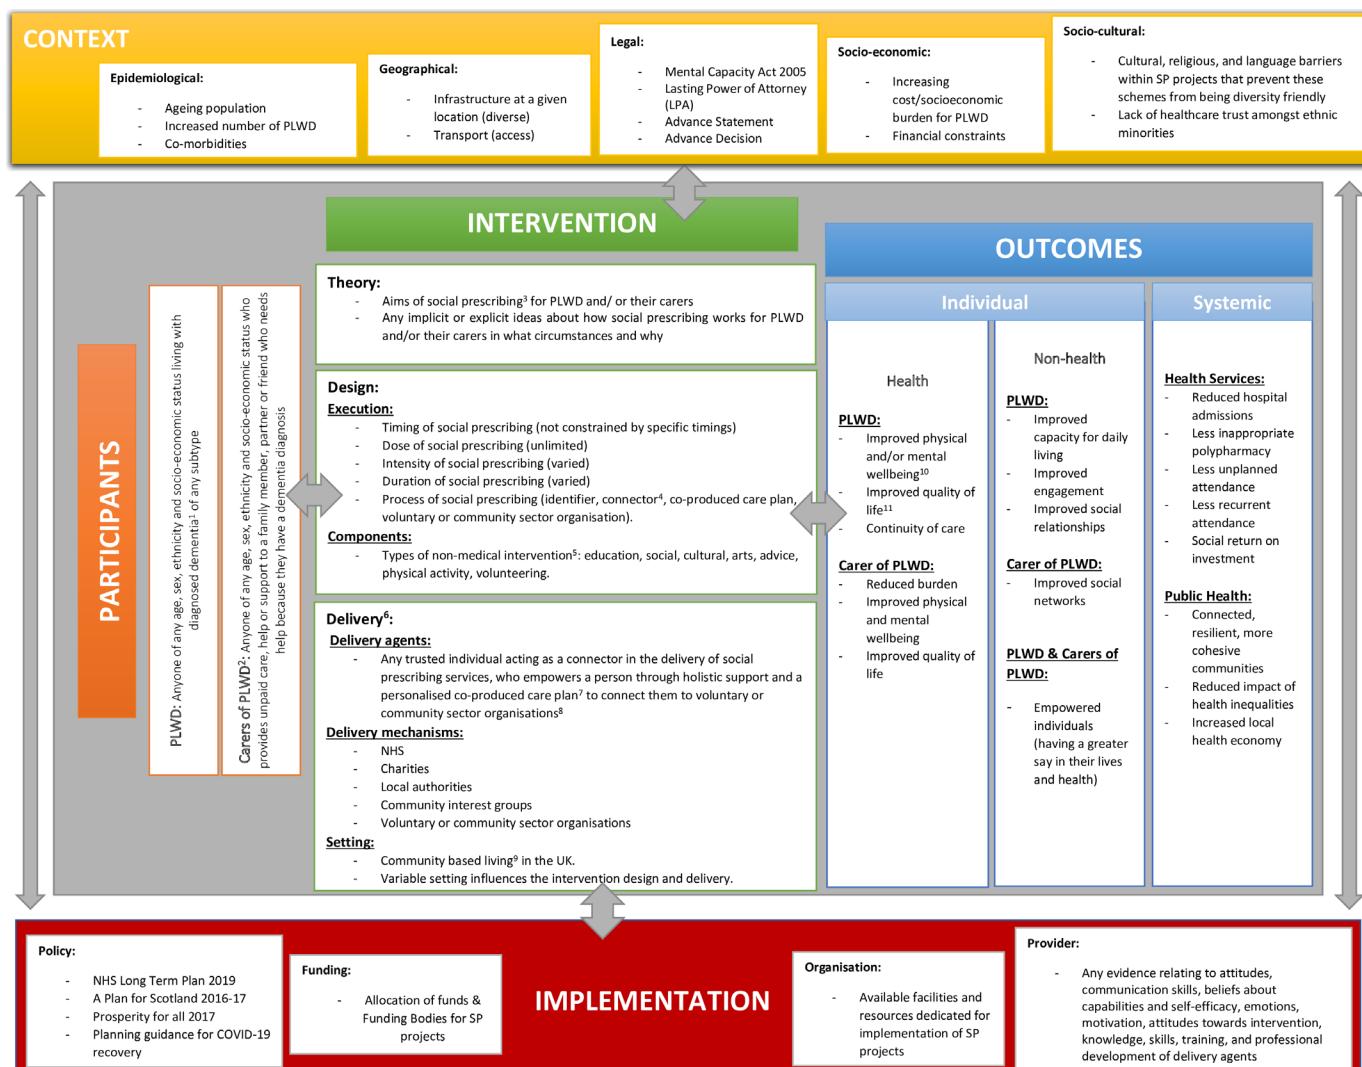 CONTEXT
Epidemiological:
- Ageing population
- Increased number of PLWD
- Co-morbidities
Geographical:
- Infrastructure at a given
location (diverse)
- Transport (access)
Legal:
- Mental Capacity Act 2005
- Lasting Power of Attorney
(LPA)
- Advance Statement
- Advance Decision
Socio-economic:
- Increasing
cost/socioeconomic
burden for PLWD
- Financial constraints
Socio-cultural:
- Cultural, religious, and language barriers
within SP projects that prevent these
schemes from being diversity friendly
- Lack of healthcare trust amongst ethnic
minorities
PARTICIPANTS
PLWD: Anyone of any age, sex, ethnicity and socio-economic status living with
diagnosed dementia¹ of any subtype
Carers of PLWD²: Anyone of any age, sex, ethnicity and socio-economic status who
provides unpaid care, help or support to a family member, partner or friend who needs
help because they have a dementia diagnosis
INTERVENTION
Theory:
- Aims of social prescribing³ for PLWD and/ or their carers
- Any implicit or explicit ideas about how social prescribing works for PLWD
and/or their carers in what circumstances and why
Design:
Execution:
- Timing of social prescribing (not constrained by specific timings)
- Dose of social prescribing (unlimited)
- Intensity of social prescribing (varied)
- Duration of social prescribing (varied)
- Process of social prescribing (identifier, connector⁴, co-produced care plan,
voluntary or community sector organisation).
Components:
- Types of non-medical intervention⁵: education, social, cultural, arts, advice,
physical activity, volunteering.
Delivery⁶:
Delivery agents:
- Any trusted individual acting as a connector in the delivery of social
prescribing services, who empowers a person through holistic support and a
personalised co-produced care plan⁷ to connect them to voluntary or
community sector organisations⁸
Delivery mechanisms:
- NHS
- Charities
- Local authorities
- Community interest groups
- Voluntary or community sector organisations
Setting:
- Community based living⁹ in the UK.
- Variable setting influences the intervention design and delivery.
OUTCOMES
Individual
Health
PLWD:
- Improved physical
and/or mental
wellbeing¹⁰
- Improved quality of
life¹¹
- Continuity of care
Carer of PLWD:
- Reduced burden
- Improved physical
and mental
wellbeing
- Improved quality of
life
Non-health
PLWD:
- Improved
capacity for daily
living
- Improved
engagement
- Improved social
relationships
Carer of PLWD:
- Improved social
networks
PLWD & Carers of
PLWD:
- Empowered
individuals
(having a greater
say in their lives
and health)
Systemic
Health Services:
- Reduced hospital
admissions
- Less inappropriate
polypharmacy
- Less unplanned
attendance
- Less recurrent
attendance
- Social return on
investment
Public Health:
- Connected,
resilient, more
cohesive
communities
- Reduced impact of
health inequalities
- Increased local
health economy
IMPLEMENTATION
Policy:
- NHS Long Term Plan 2019
- A Plan for Scotland 2016-17
- Prosperity for all 2017
- Planning guidance for COVID-19
recovery
Funding:
- Allocation of funds &
Funding Bodies for SP
projects
Organisation:
- Available facilities and
resources dedicated for
implementation of SP
projects
Provider:
- Any evidence relating to attitudes,
communication skills, beliefs about
capabilities and self-efficacy, emotions,
motivation, attitudes towards intervention,
knowledge, skills, training, and professional
development of delivery agents